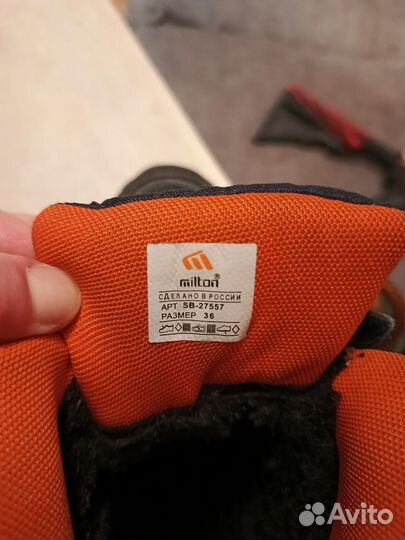 milton
СДЕЛАНО В РОССИИ
АРТ SB-27557
РАЗМЕР 36
Avito